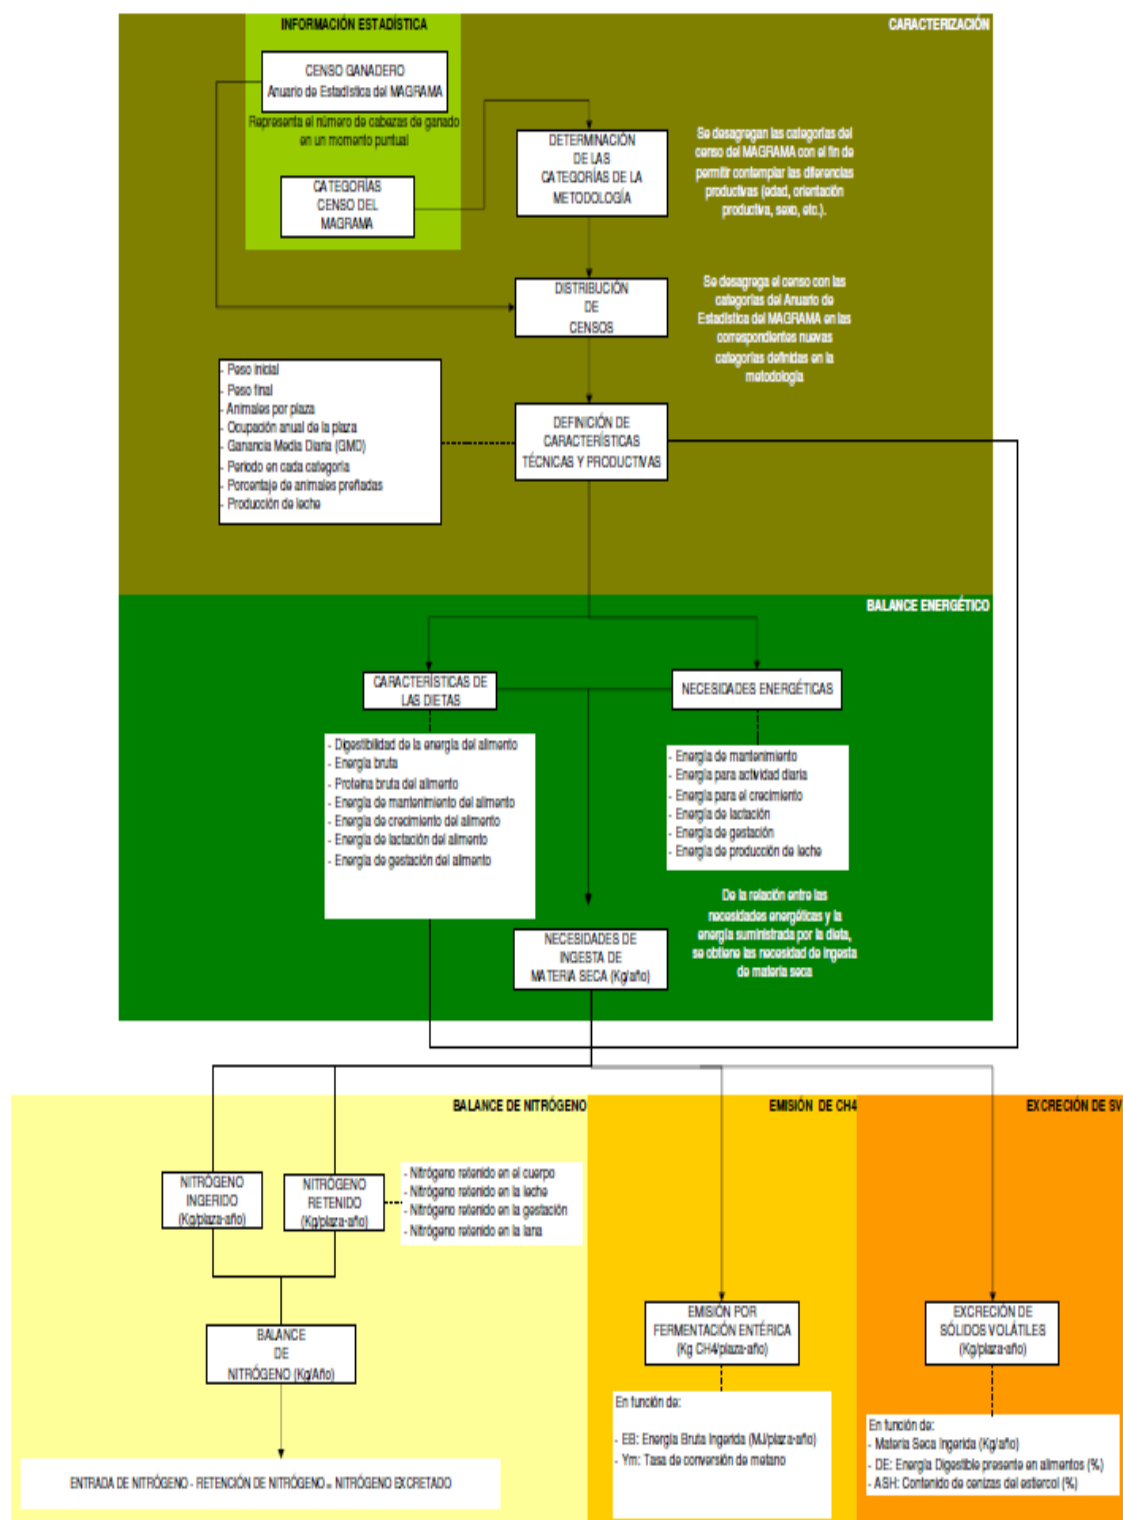 INFORMACIÓN ESTADÍSTICA
CARACTERIZACIÓN
CENSO GANADERO
Anuario de Estadística del MAGRAMA
Representa el número de cabezas de ganado
en un momento puntual
CATEGORÍAS
CENSO DEL
MAGRAMA
DETERMINACIÓN
DE LAS
CATEGORÍAS DE LA
METODOLOGÍA
Se desagregan las categorías del
censo del MAGRAMA con el fin de
permitir contemplar las diferencias
productivas (edad, orientación
productiva, sexo, etc.).
DISTRIBUCIÓN
DE
CENSOS
Se desagrega el censo con las
categorías del Anuario de
Estadística del MAGRAMA en las
correspondientes nuevas
categorías definidas en la
metodología
- Peso inicial
- Peso final
- Animales por plaza
- Ocupación anual de la plaza
- Ganancia Media Diaria (GMD)
- Periodo en cada categoría
- Porcentaje de animales preñadas
- Producción de leche
DEFINICIÓN DE
CARACTERÍSTICAS
TÉCNICAS Y PRODUCTIVAS
BALANCE ENERGÉTICO
CARACTERÍSTICAS DE
LAS DIETAS
NECESIDADES ENERGÉTICAS
- Digestibilidad de la energía del alimento
- Energía bruta
- Proteina bruta del alimento
- Energía de mantenimiento del alimento
- Energía de crecimiento del alimento
- Energía de lactación del alimento
- Energía de gestación del alimento
- Energía de mantenimiento
- Energía para actividad diaria
- Energía para el crecimiento
- Energía de lactación
- Energía de gestación
- Energía de producción de leche
De la relación entre las
necesidades energéticas y la
energía suministrada por la dieta,
se obtiene las necesidad de ingesta
de materia seca
NECESIDADES DE
INGESTA DE
MATERIA SECA (Kg/año)
BALANCE DE NITRÓGENO
EMISIÓN DE CH4
EXCRECIÓN DE SV
NITRÓGENO
INGERIDO
(Kg/plaza-año)
NITRÓGENO
RETENIDO
(Kg/plaza-año)
- Nitrógeno retenido en el cuerpo
- Nitrógeno retenido en la leche
- Nitrógeno retenido en la gestación
- Nitrógeno retenido en la lana
BALANCE
DE
NITRÓGENO (Kg/Año)
ENTRADA DE NITRÓGENO - RETENCIÓN DE NITRÓGENO = NITRÓGENO EXCRETADO
EMISIÓN POR
FERMENTACIÓN ENTÉRICA
(Kg CH4/plaza-año)
En función de:
- EB: Energía Bruta Ingerida (MJ/plaza-año)
- Ym: Tasa de conversión de metano
EXCRECIÓN DE
SÓLIDOS VOLÁTILES
(Kg/plaza-año)
En función de:
- Materia Seca Ingerida (Kg/año)
- DE: Energía Digestible presente en alimentos (%)
- ASH: Contenido de cenizas del estiercol (%)